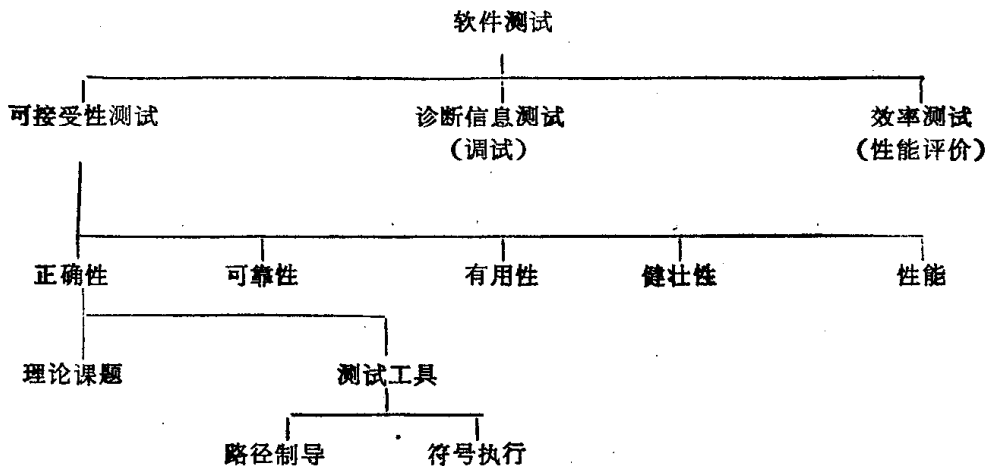 软件测试
可接受性测试 诊断信息测试 效率测试
（调试） （性能评价）
正确性 可靠性 有用性 健壮性 性能
理论课题 测试工具
路径制导 符号执行